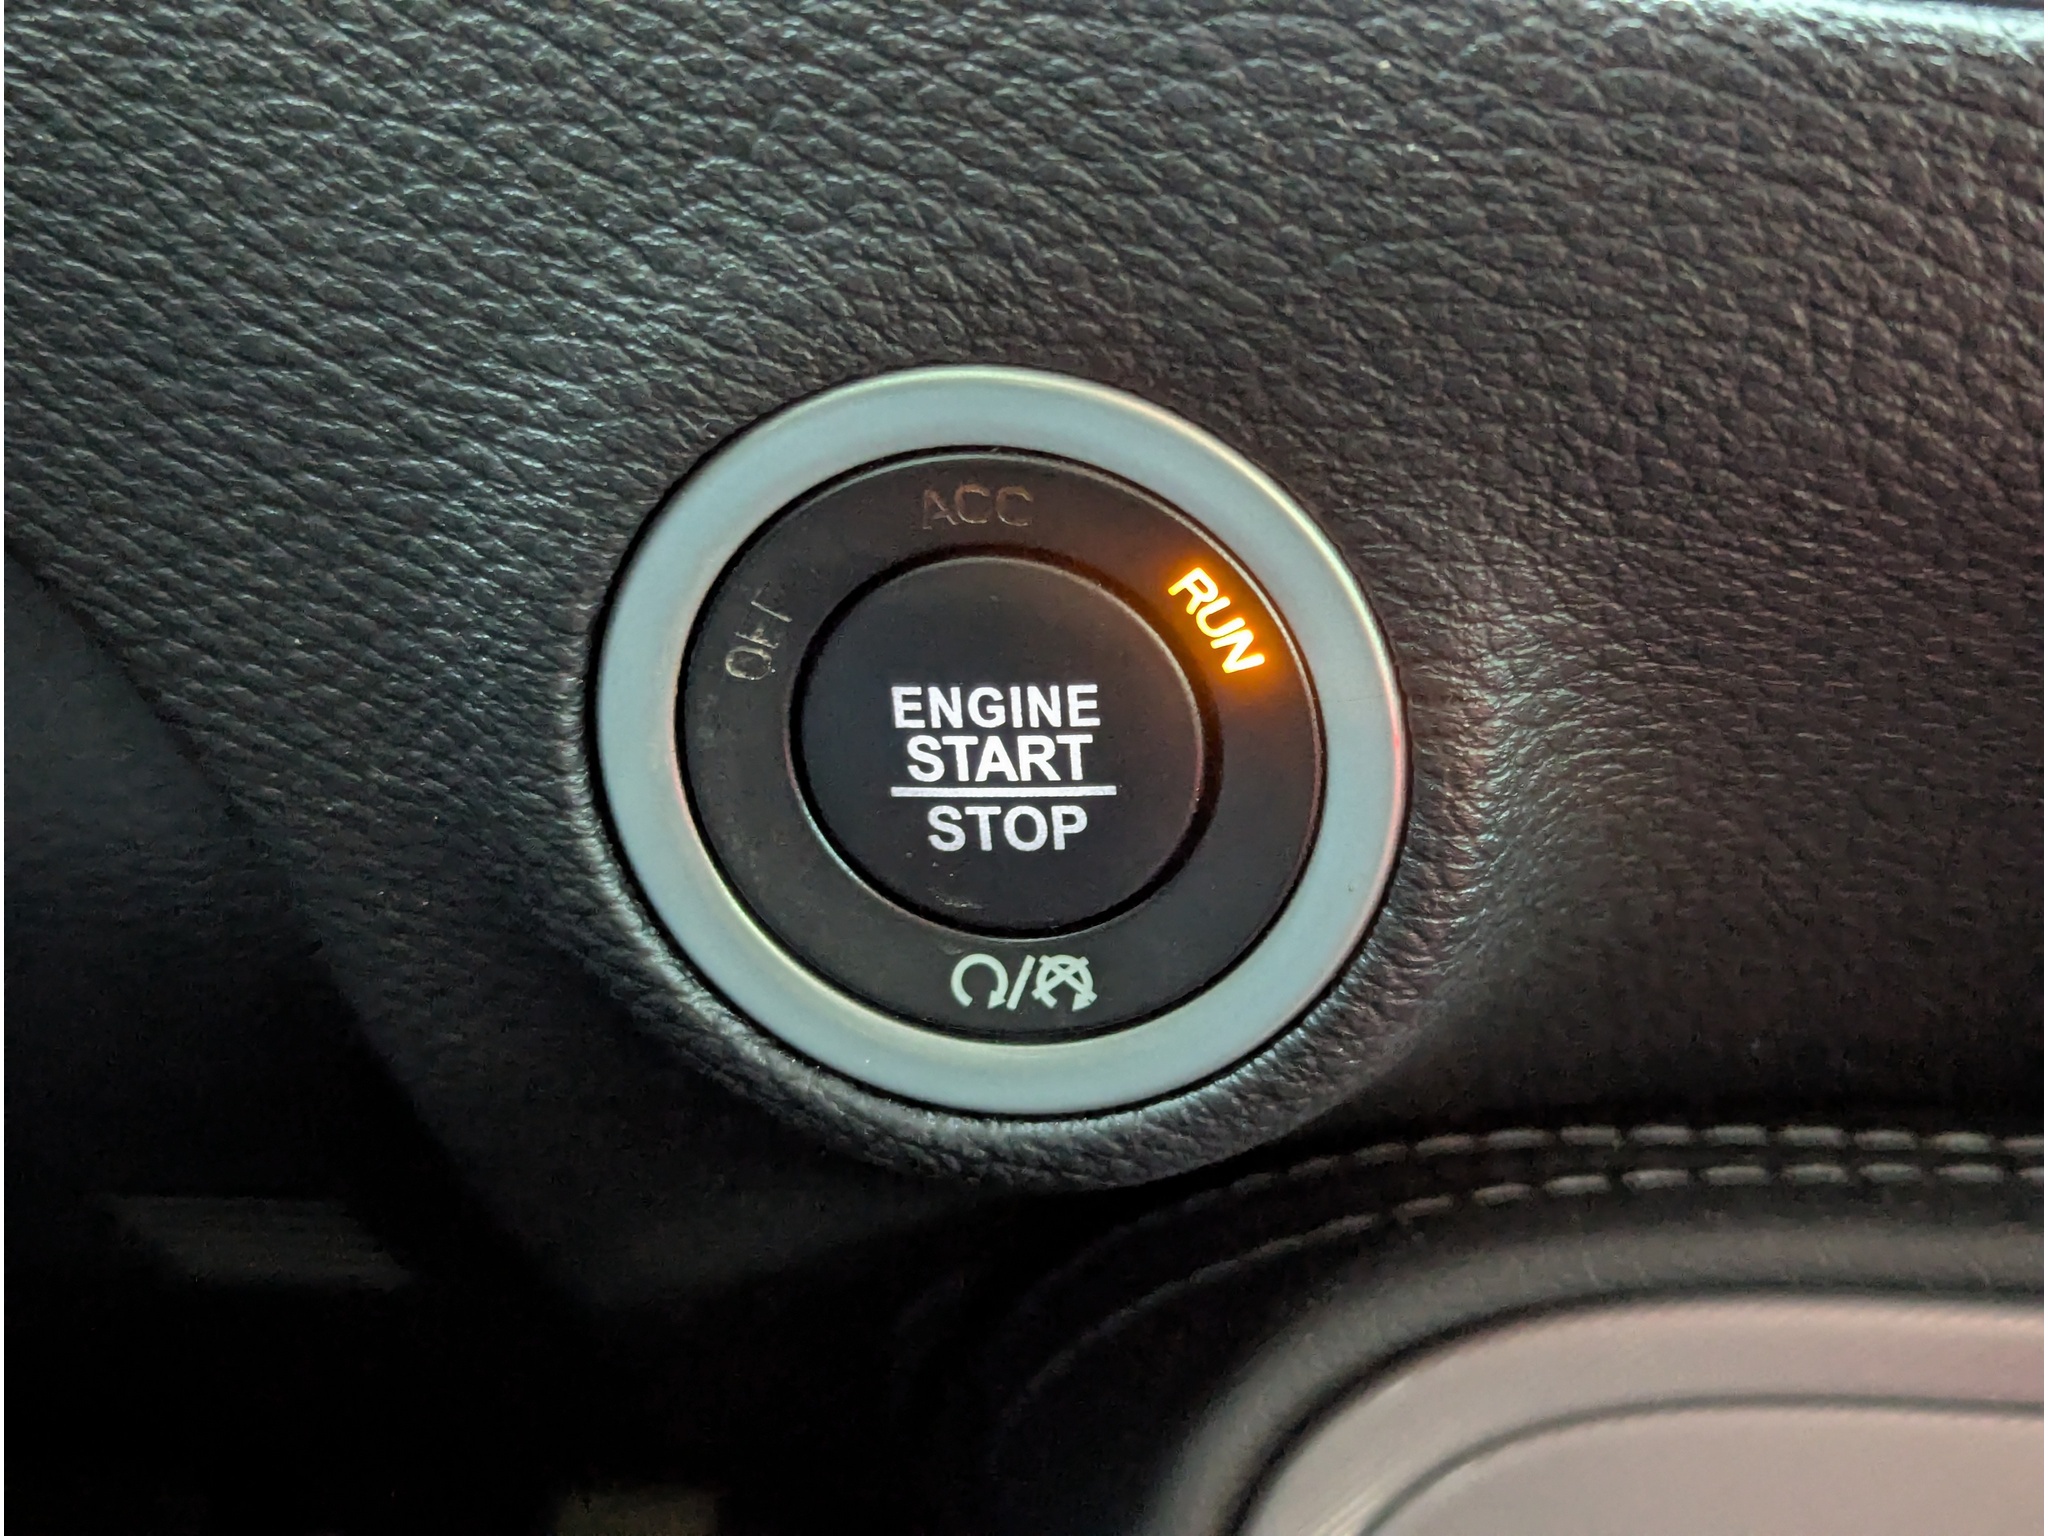 ACC
OFF
RUN
ENGINE
START
STOP